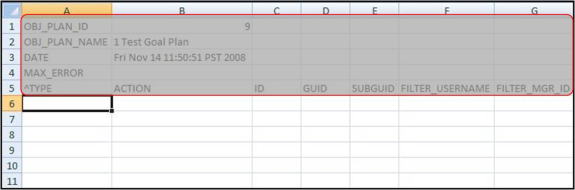 A B C D E F G
1 OBJ_PLAN_ID 9
2 OBJ_PLAN_NAME 1 Test Goal Plan
3 DATE Fri Nov 14 11:50:51 PST 2008
4 MAX_ERROR
5 ^TYPE ACTION ID GUID SUBGUID FILTER_USERNAME FILTER_MGR_ID
6
7
8
9
10
11